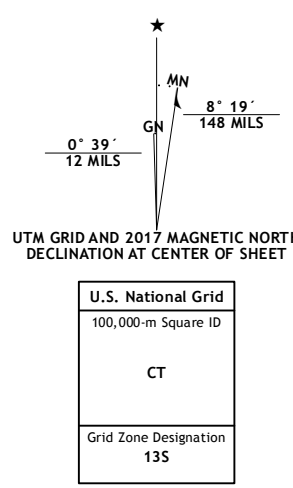 MN
GN
8° 19´
148 MILS
0° 39´
12 MILS
UTM GRID AND 2017 MAGNETIC NORTH
DECLINATION AT CENTER OF SHEET
U.S. National Grid
100,000-m Square ID
CT
Grid Zone Designation
13S